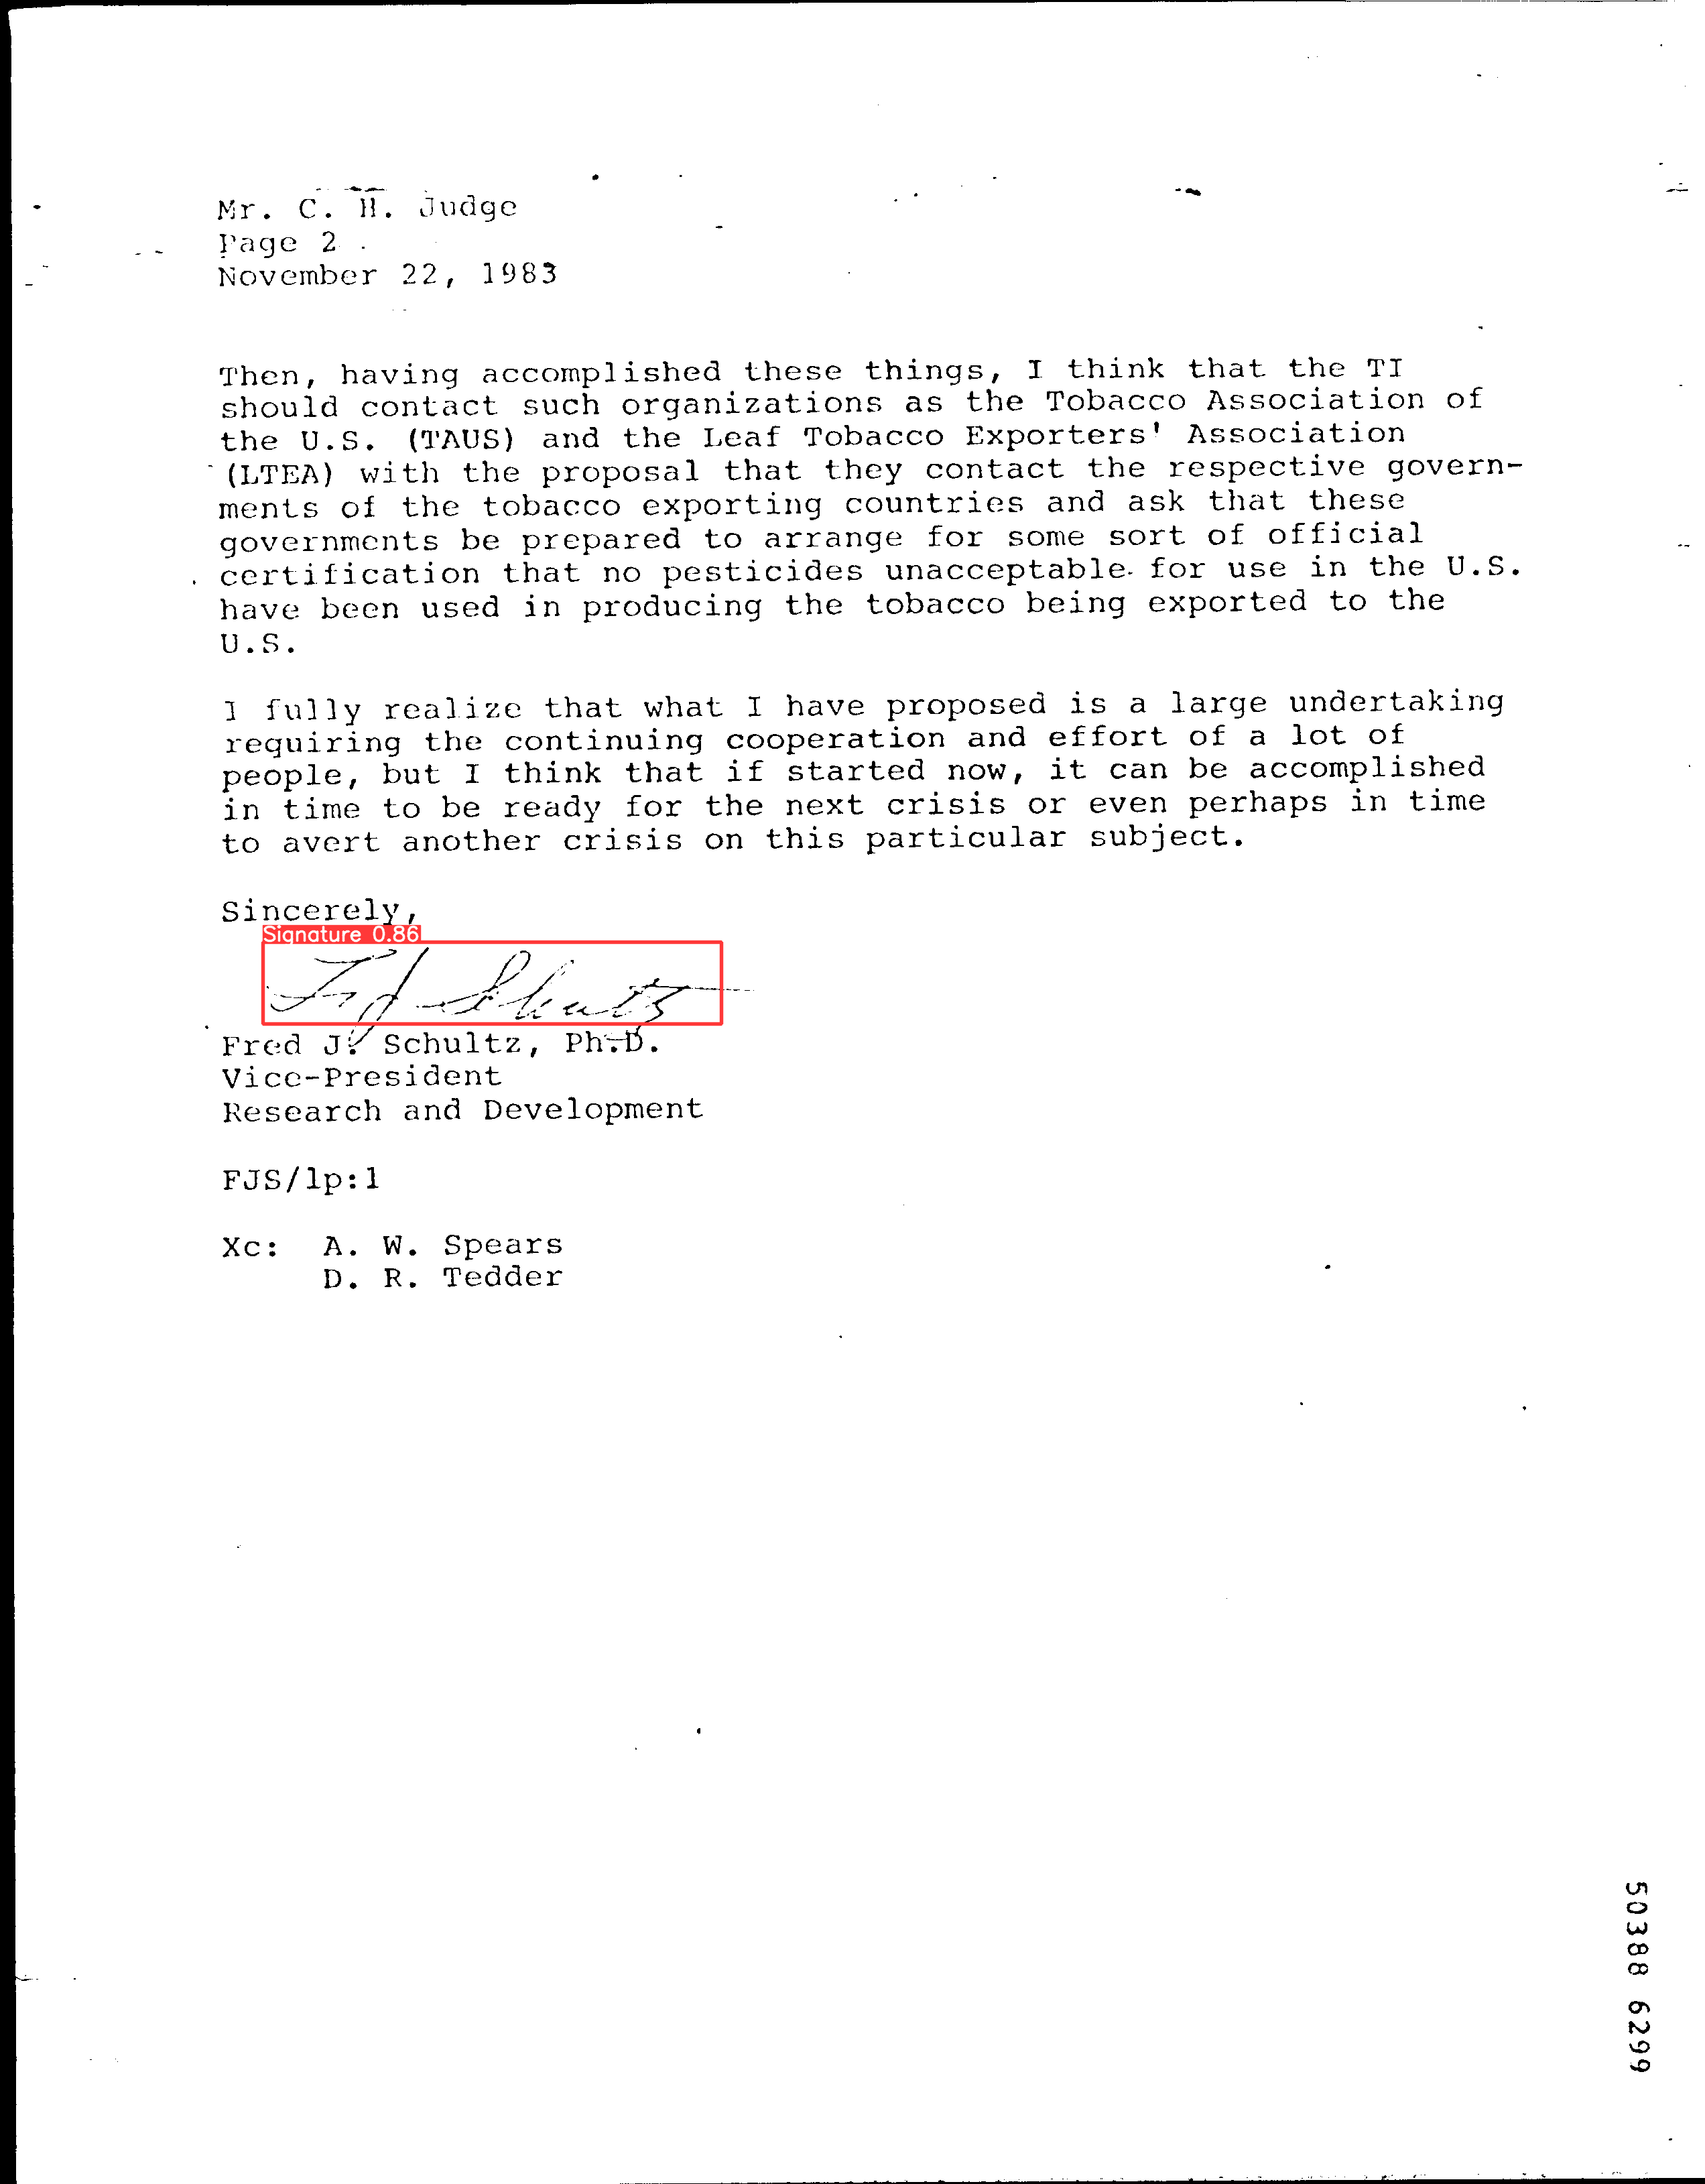 Mr. C. H. Judge
Page 2
November 22, 1983
Then, having accomplished these things, I think that the TI
should contact such organizations as the Tobacco Association of
the U.S. (TAUS) and the Leaf Tobacco Exporters' Association
(LTEA) with the proposal that they contact the respective govern-
ments of the tobacco exporting countries and ask that these
governments be prepared to arrange for some sort of official
certification that no pesticides unacceptable for use in the U.S.
have been used in producing the tobacco being exported to the
U.S.
I fully realize that what I have proposed is a large undertaking
requiring the continuing cooperation and effort of a lot of
people, but I think that if started now, it can be accomplished
in time to be ready for the next crisis or even perhaps in time
to avert another crisis on this particular subject.
Sincerely,
Signature 0.86
Fred J. Schultz, Ph.D.
Vice-President
Research and Development
FJS/lp:l
Xc: A. W. Spears
D. R. Tedder
50388 6299